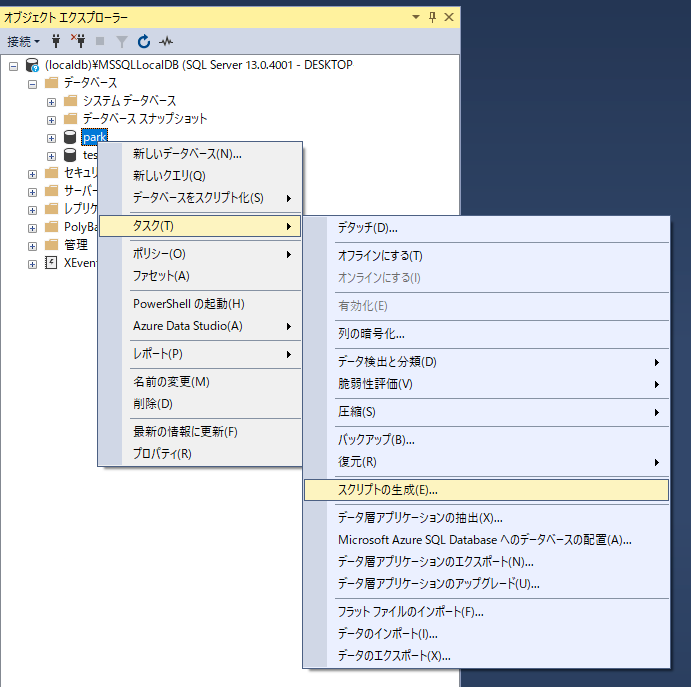 オブジェクト エクスプローラー
接続
(localdb)¥MSSQLLocalDB (SQL Server 13.0.4001 - DESKTOP
データベース
システム データベース
データベース スナップショット
park
tes
セキュリ
サーバー
レプリケ
PolyBa
管理
XEven
新しいデータベース(N)...
新しいクエリ(Q)
データベースをスクリプト化(S)
タスク(T)
ポリシー(O)
ファセット(A)
PowerShell の起動(H)
Azure Data Studio(A)
レポート(P)
名前の変更(M)
削除(D)
最新の情報に更新(F)
プロパティ(R)
デタッチ(D)...
オフラインにする(T)
オンラインにする(I)
有効化(E)
列の暗号化...
データ検出と分類(D)
脆弱性評価(V)
圧縮(S)
バックアップ(B)...
復元(R)
スクリプトの生成(E)...
データ層アプリケーションの抽出(X)...
Microsoft Azure SQL Database へのデータベースの配置(A)...
データ層アプリケーションのエクスポート(N)...
データ層アプリケーションのアップグレード(U)...
フラット ファイルのインポート(F)...
データのインポート(I)...
データのエクスポート(X)...